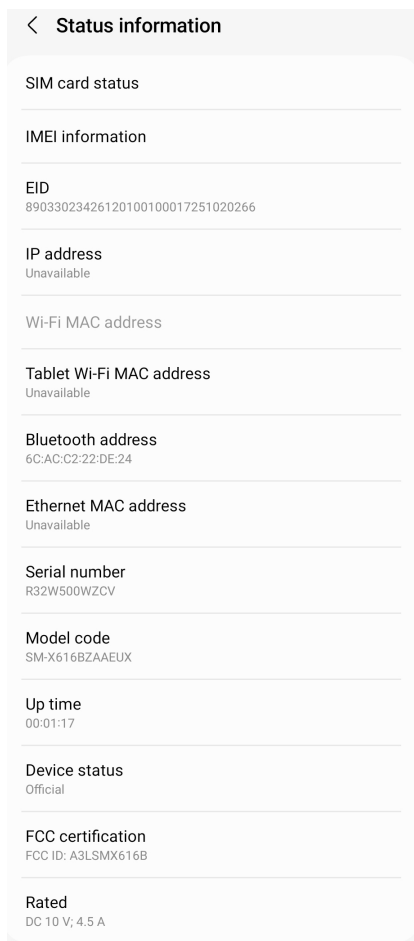 Status information
SIM card status
IMEI information
EID
89033023426120100100017251020266
IP address
Unavailable
Wi-Fi MAC address
Tablet Wi-Fi MAC address
Unavailable
Bluetooth address
6C:AC:C2:22:DE:24
Ethernet MAC address
Unavailable
Serial number
R32W500WZCV
Model code
SM-X616BZAAEUX
Up time
00:01:17
Device status
Official
FCC certification
FCC ID: A3LSMX616B
Rated
DC 10 V; 4.5 A